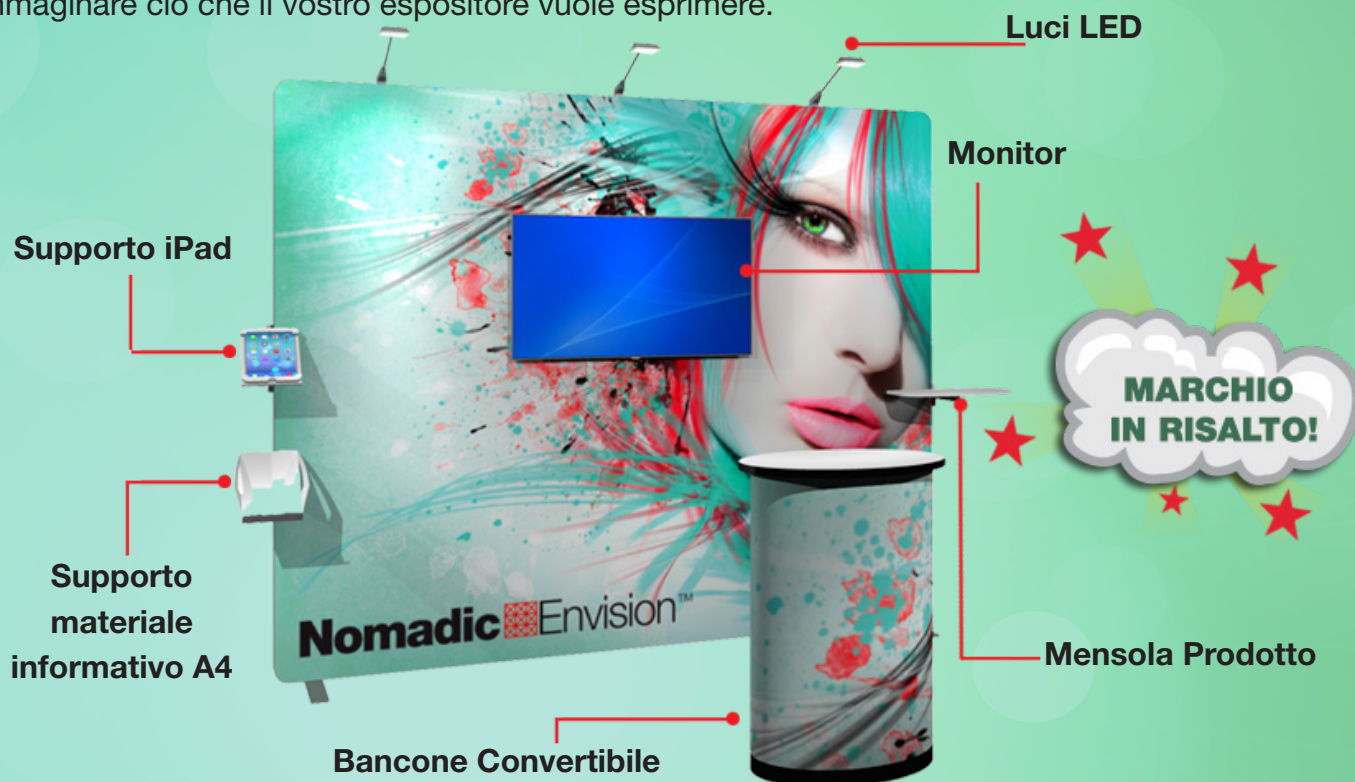 mmaginare ciò che il vostro espositore vuole esprimere.
Luci LED
Monitor
Supporto iPad
MARCHIO
IN RISALTO!
Supporto
materiale
informativo A4
Nomadic Envision™
Mensola Prodotto
Bancone Convertibile